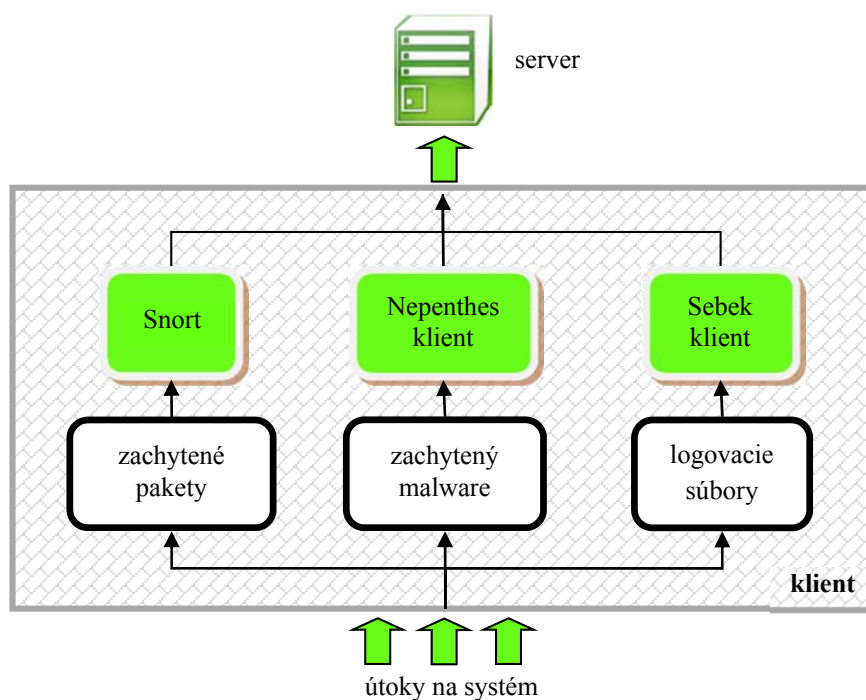 server
Snort
Nepenthes
klient
Sebek
klient
zachytené
pakety
zachytený
malware
logovacie
súbory
klient
útoky na systém